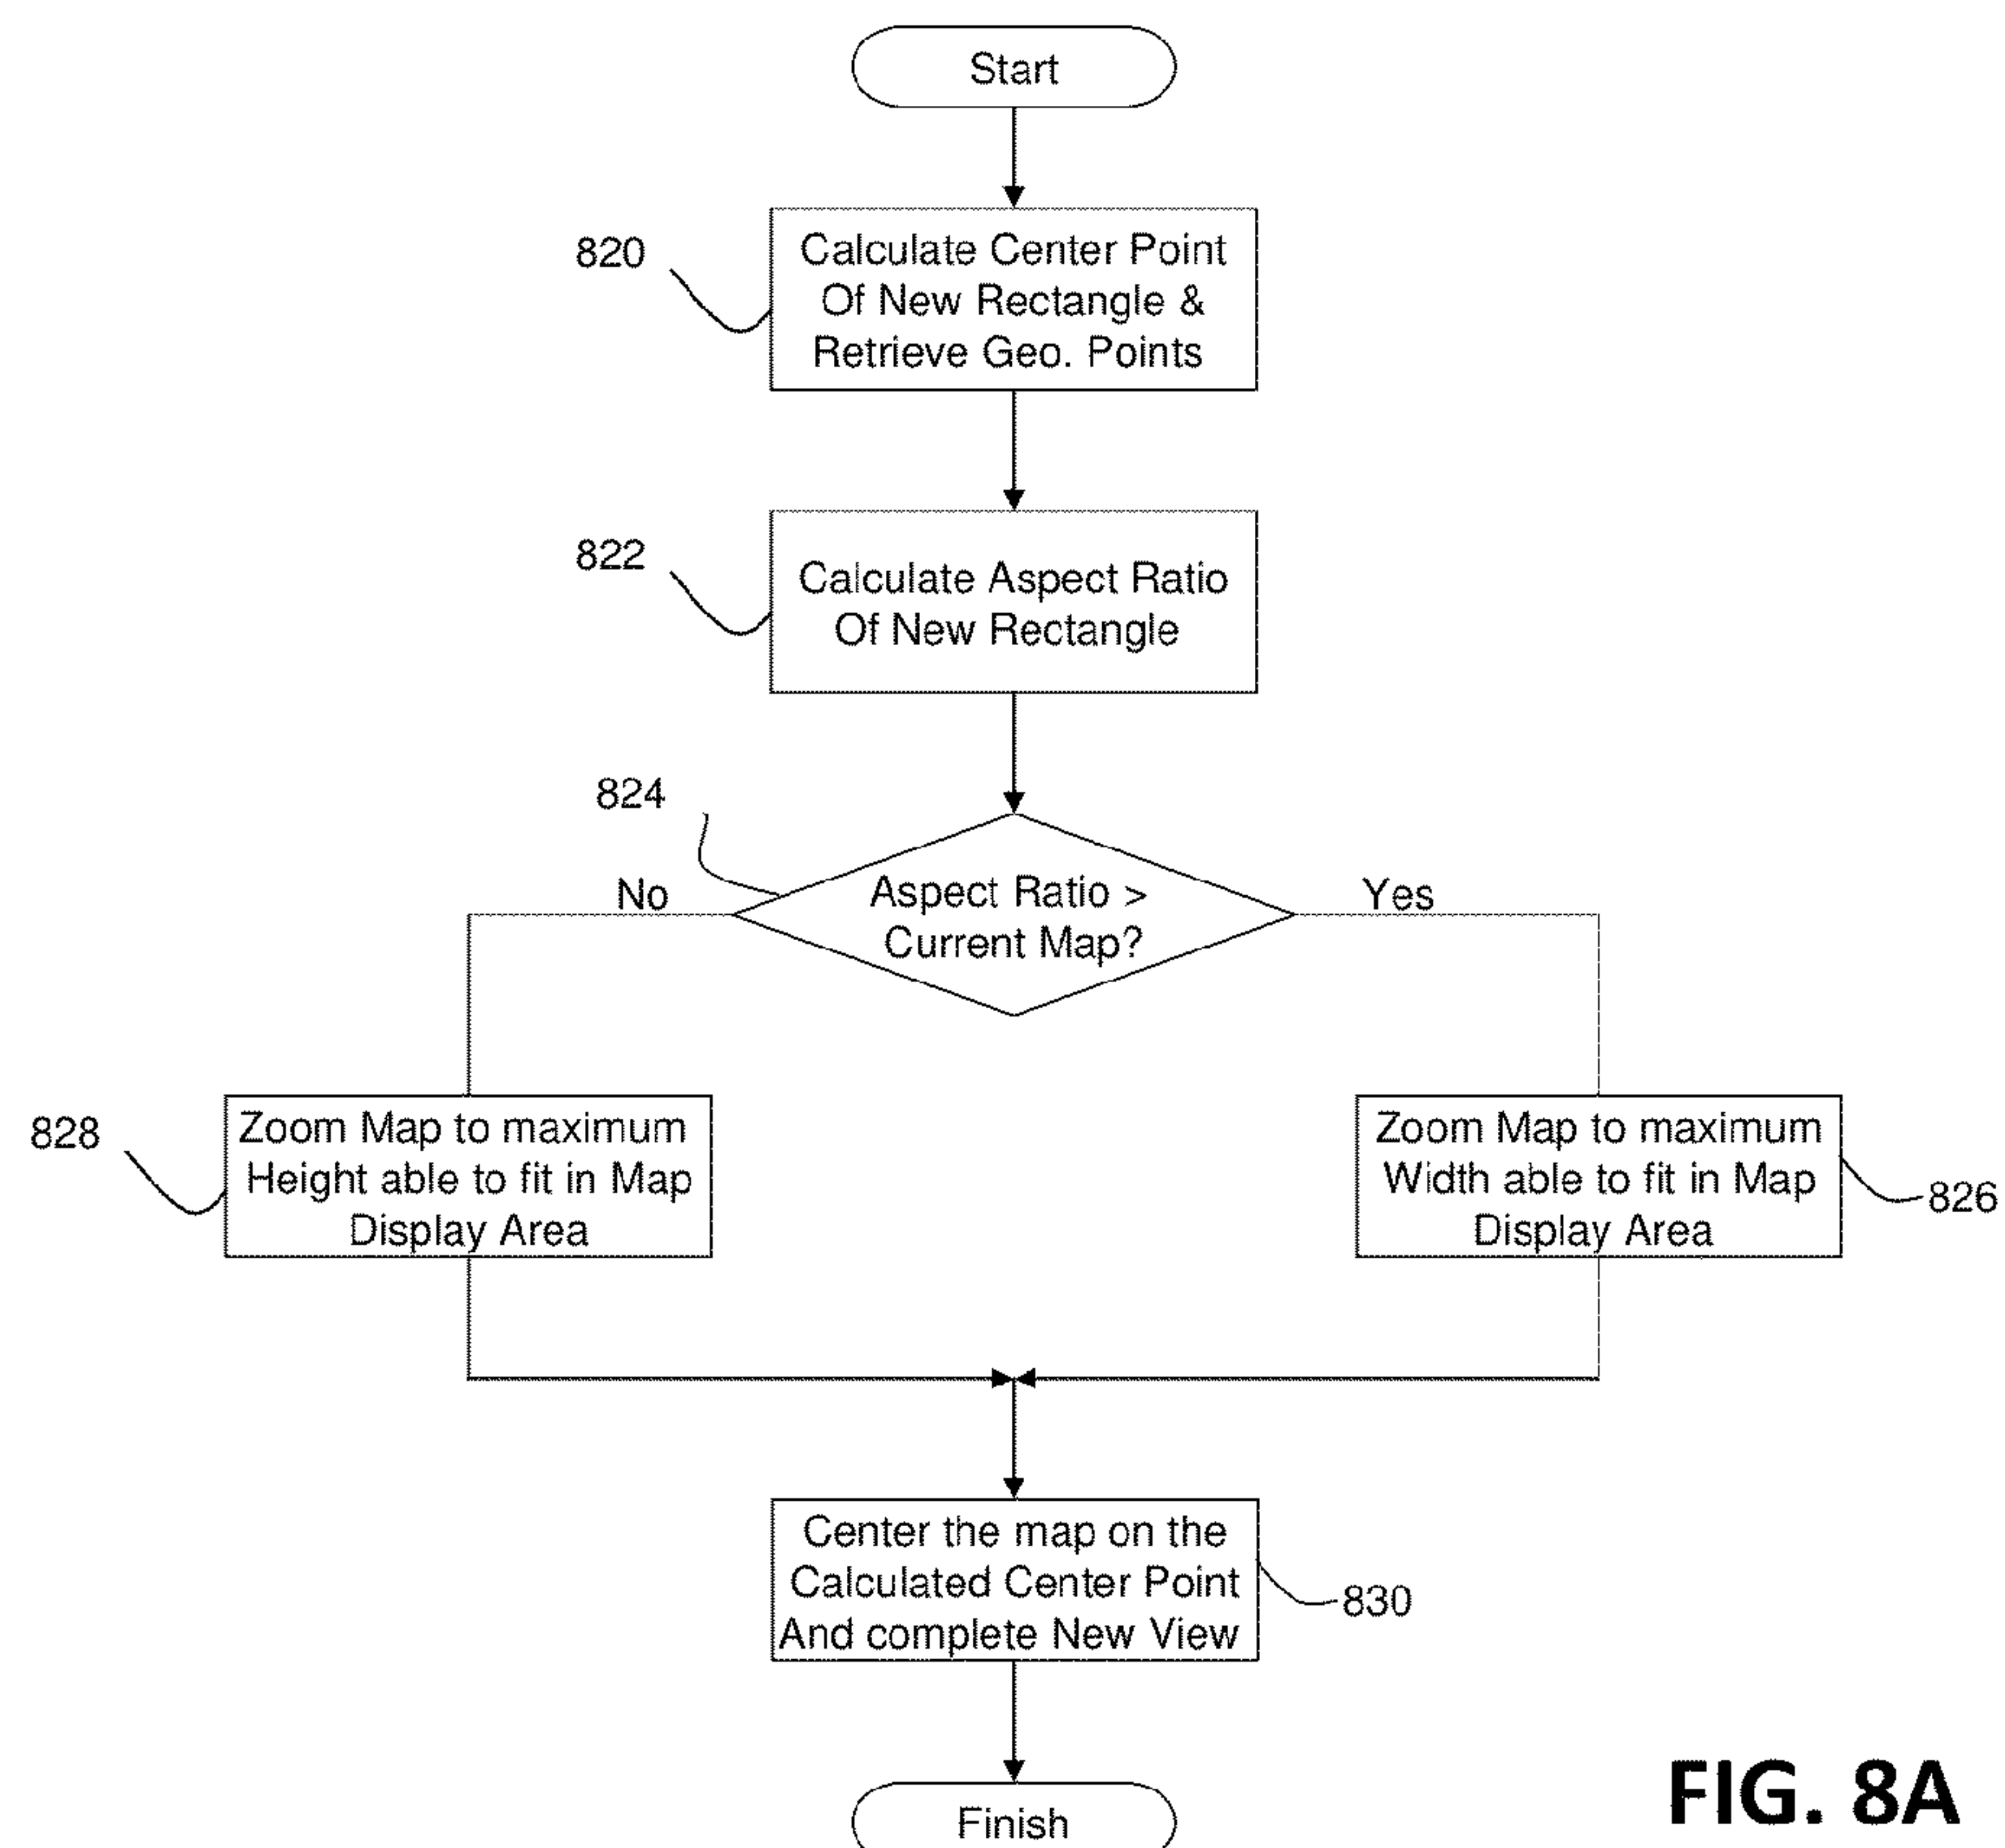 Start
820
Calculate Center Point
Of New Rectangle &
Retrieve Geo. Points
822
Calculate Aspect Ratio
Of New Rectangle
824
No
Aspect Ratio >
Current Map?
Yes
828
Zoom Map to maximum
Height able to fit in Map
Display Area
Zoom Map to maximum
Width able to fit in Map
Display Area
826
Center the map on the
Calculated Center Point
And complete New View
830
Finish
FIG. 8A